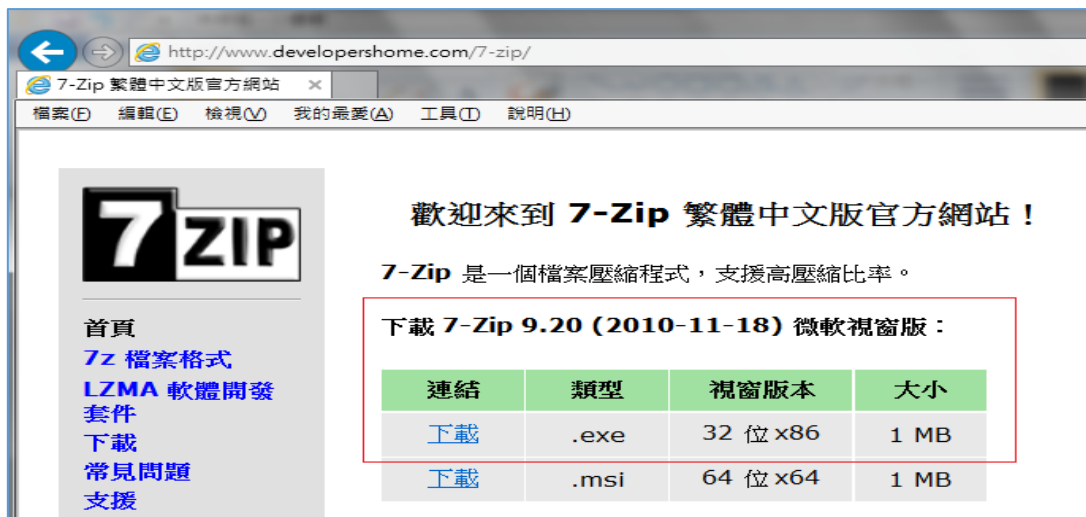 http://www.developershome.com/7-zip/
7-Zip 繁體中文版官方網站 ×
檔案(F) 編輯(E) 檢視(V) 我的最愛(A) 工具(T) 說明(H)
7ZIP
歡迎來到 7-Zip 繁體中文版官方網站！
7-Zip 是一個檔案壓縮程式，支援高壓縮比率。
首頁
7z 檔案格式
LZMA 軟體開發
套件
下載
常見問題
支援
下載 7-Zip 9.20 (2010-11-18) 微軟視窗版：
連結 類型 視窗版本 大小
下載 .exe 32 位 x86 1 MB
下載 .msi 64 位 x64 1 MB